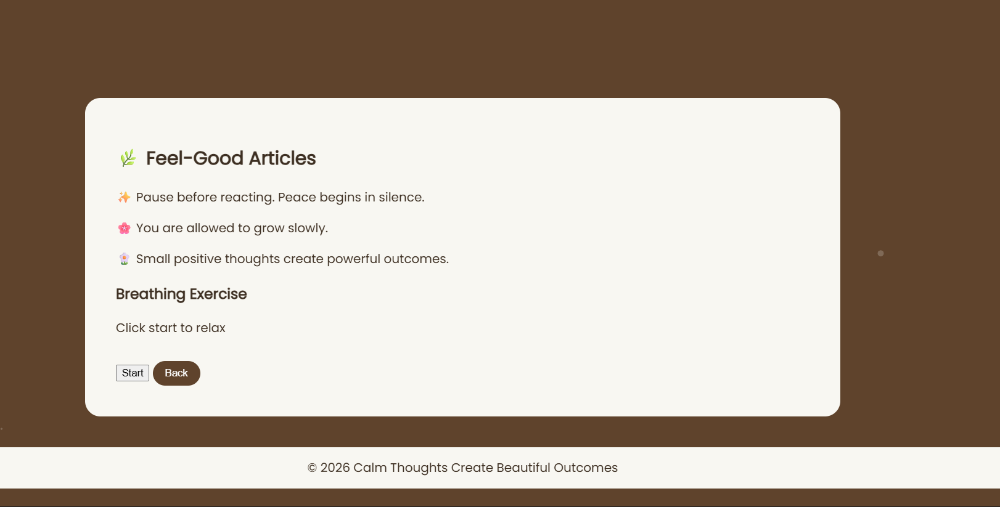 🌿 Feel-Good Articles
✨ Pause before reacting. Peace begins in silence.
🌸 You are allowed to grow slowly.
🌼 Small positive thoughts create powerful outcomes.
Breathing Exercise
Click start to relax
Start Back
© 2026 Calm Thoughts Create Beautiful Outcomes